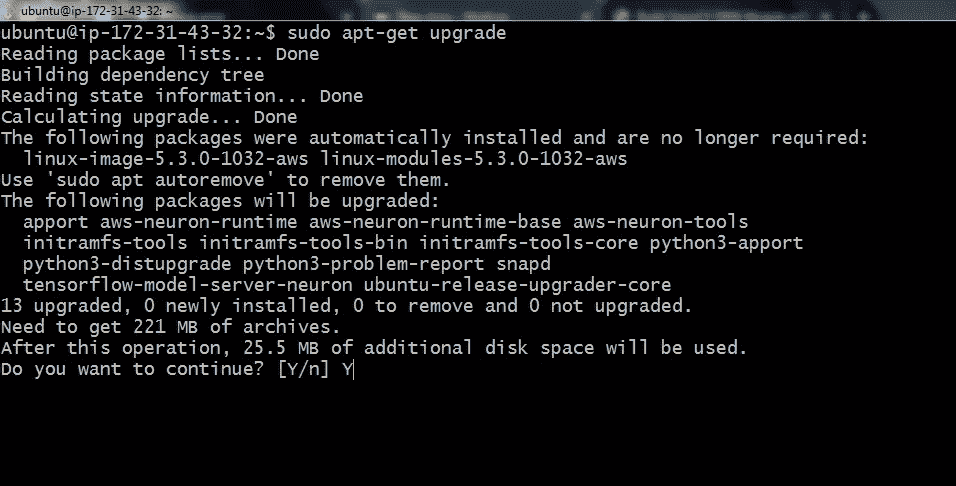 ubuntu@ip-172-31-43-32: ~
ubuntu@ip-172-31-43-32:~$ sudo apt-get upgrade
Reading package lists... Done
Building dependency tree
Reading state information... Done
Calculating upgrade... Done
The following packages were automatically installed and are no longer required:
  linux-image-5.3.0-1032-aws linux-modules-5.3.0-1032-aws
Use 'sudo apt autoremove' to remove them.
The following packages will be upgraded:
  apport aws-neuron-runtime aws-neuron-runtime-base aws-neuron-tools
  initramfs-tools initramfs-tools-bin initramfs-tools-core python3-apport
  python3-distupgrade python3-problem-report snapd
  tensorflow-model-server-neuron ubuntu-release-upgrader-core
13 upgraded, 0 newly installed, 0 to remove and 0 not upgraded.
Need to get 221 MB of archives.
After this operation, 25.5 MB of additional disk space will be used.
Do you want to continue? [Y/n] Y